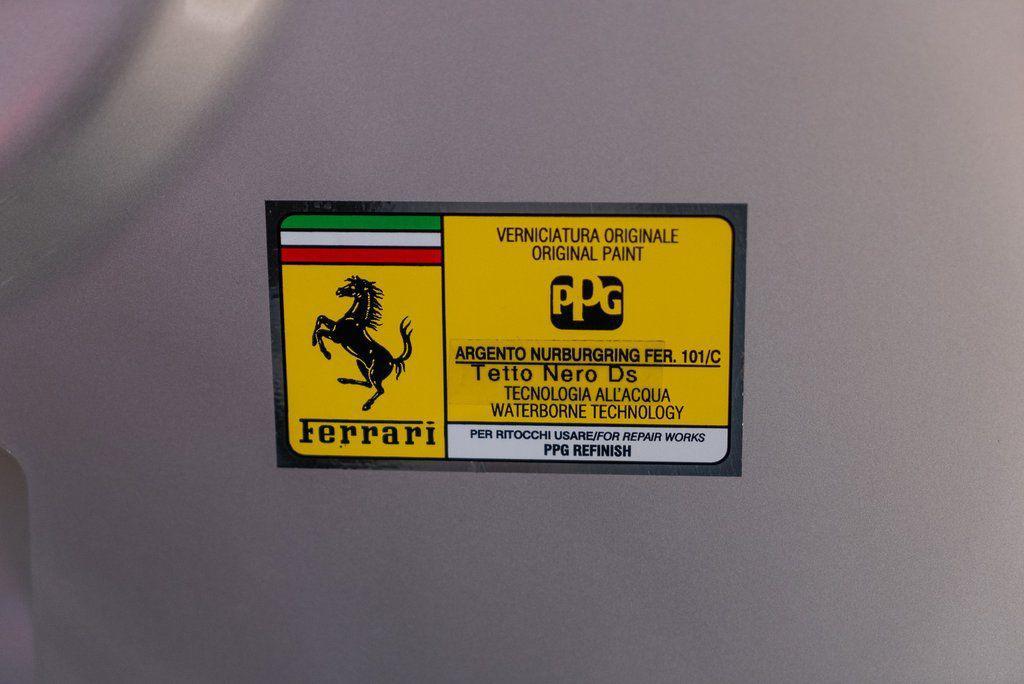 VERNICIATURA ORIGINALE
ORIGINAL PAINT
PPG
ARGENTO NURBURGRING FER. 101/C
Tetto Nero Ds
TECNOLOGIA ALL'ACQUA
WATERBORNE TECHNOLOGY
Ferrari
PER RITOCCHI USARE/FOR REPAIR WORKS
PPG REFINISH